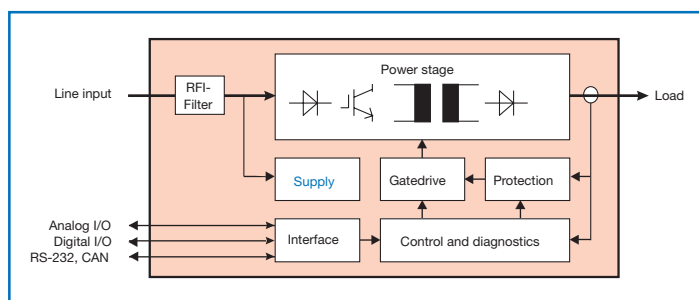 Power stage
Line input
RFI-
Filter
Load
Supply
Gatedrive
Protection
Analog I/O
Digital I/O
RS-232, CAN
Interface
Control and diagnostics